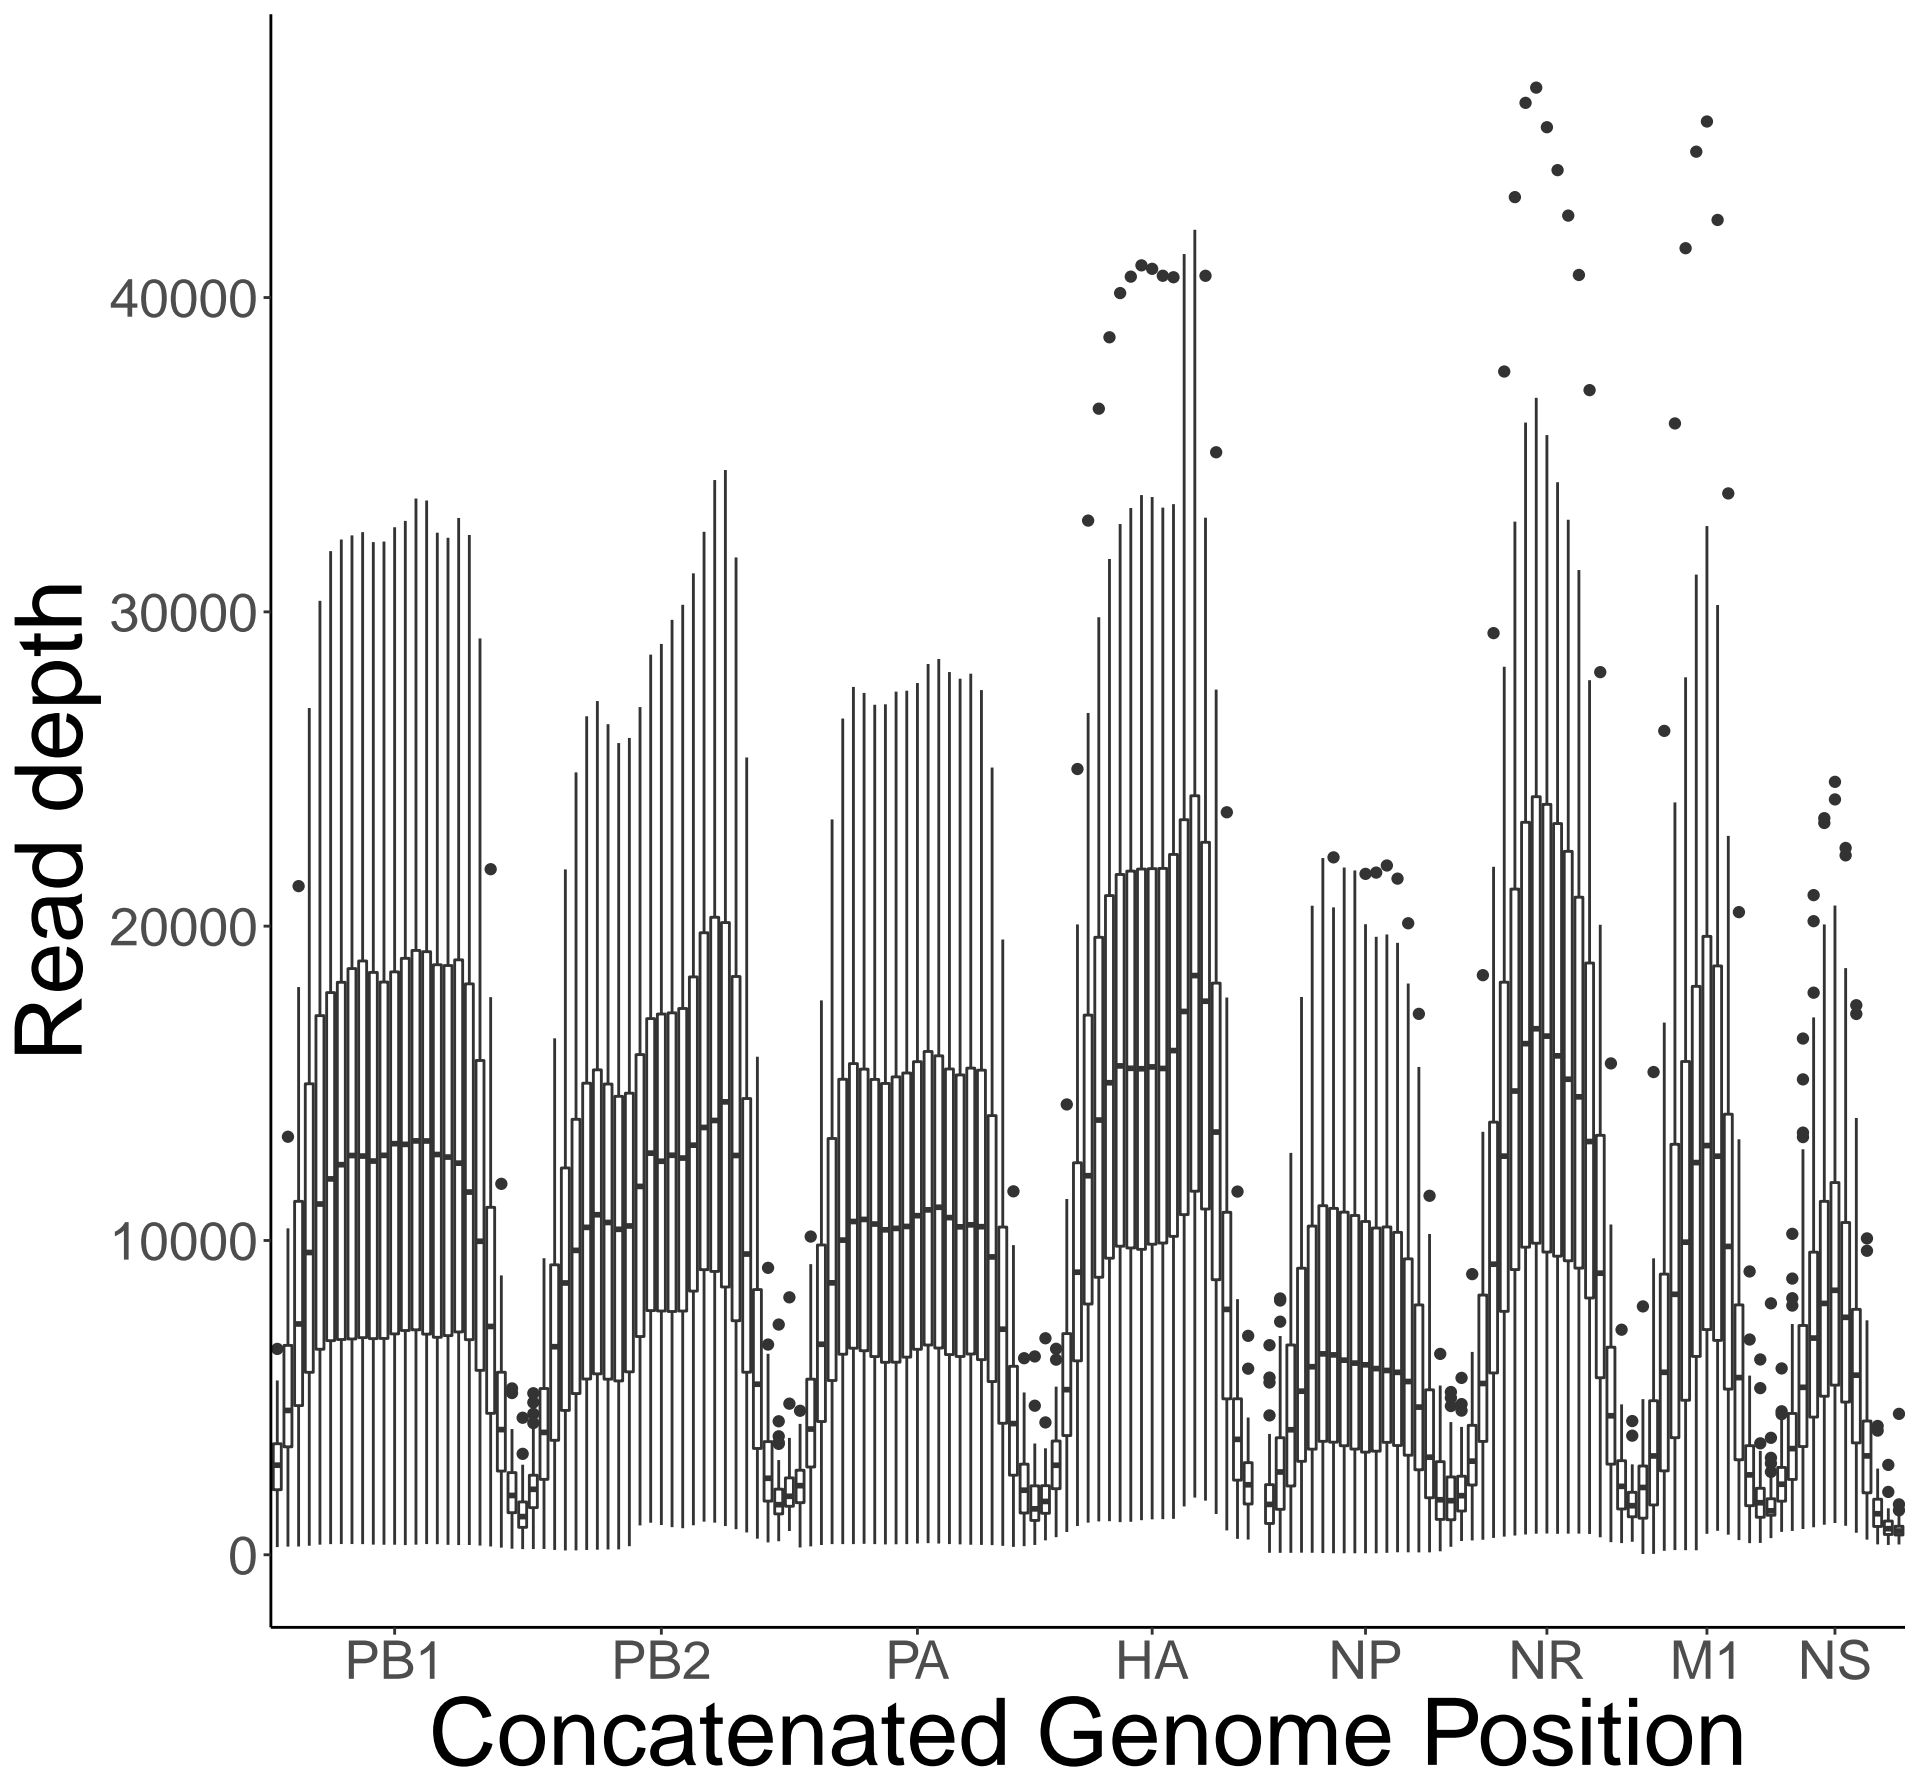 Read depth
40000
30000
20000
10000
0
PB1 PB2 PA HA NP NR M1 NS
Concatenated Genome Position